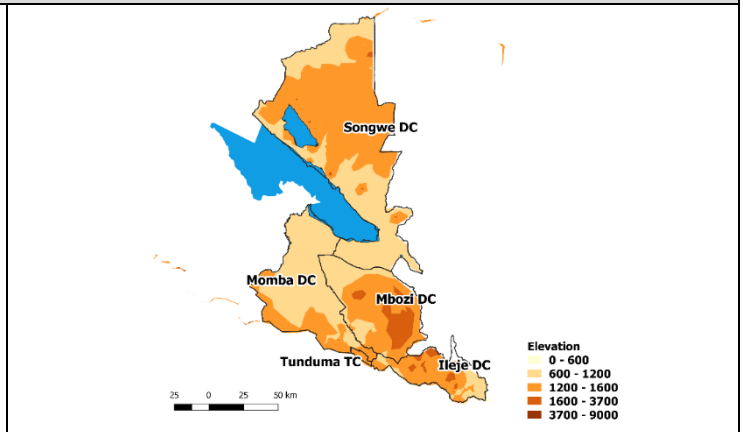 Songwe DC
Momba DC
Mbozi DC
Tunduma TC
Ileje DC
Elevation
0 - 600
600 - 1200
1200 - 1600
1600 - 3700
3700 - 9000
25 0 25 50 km